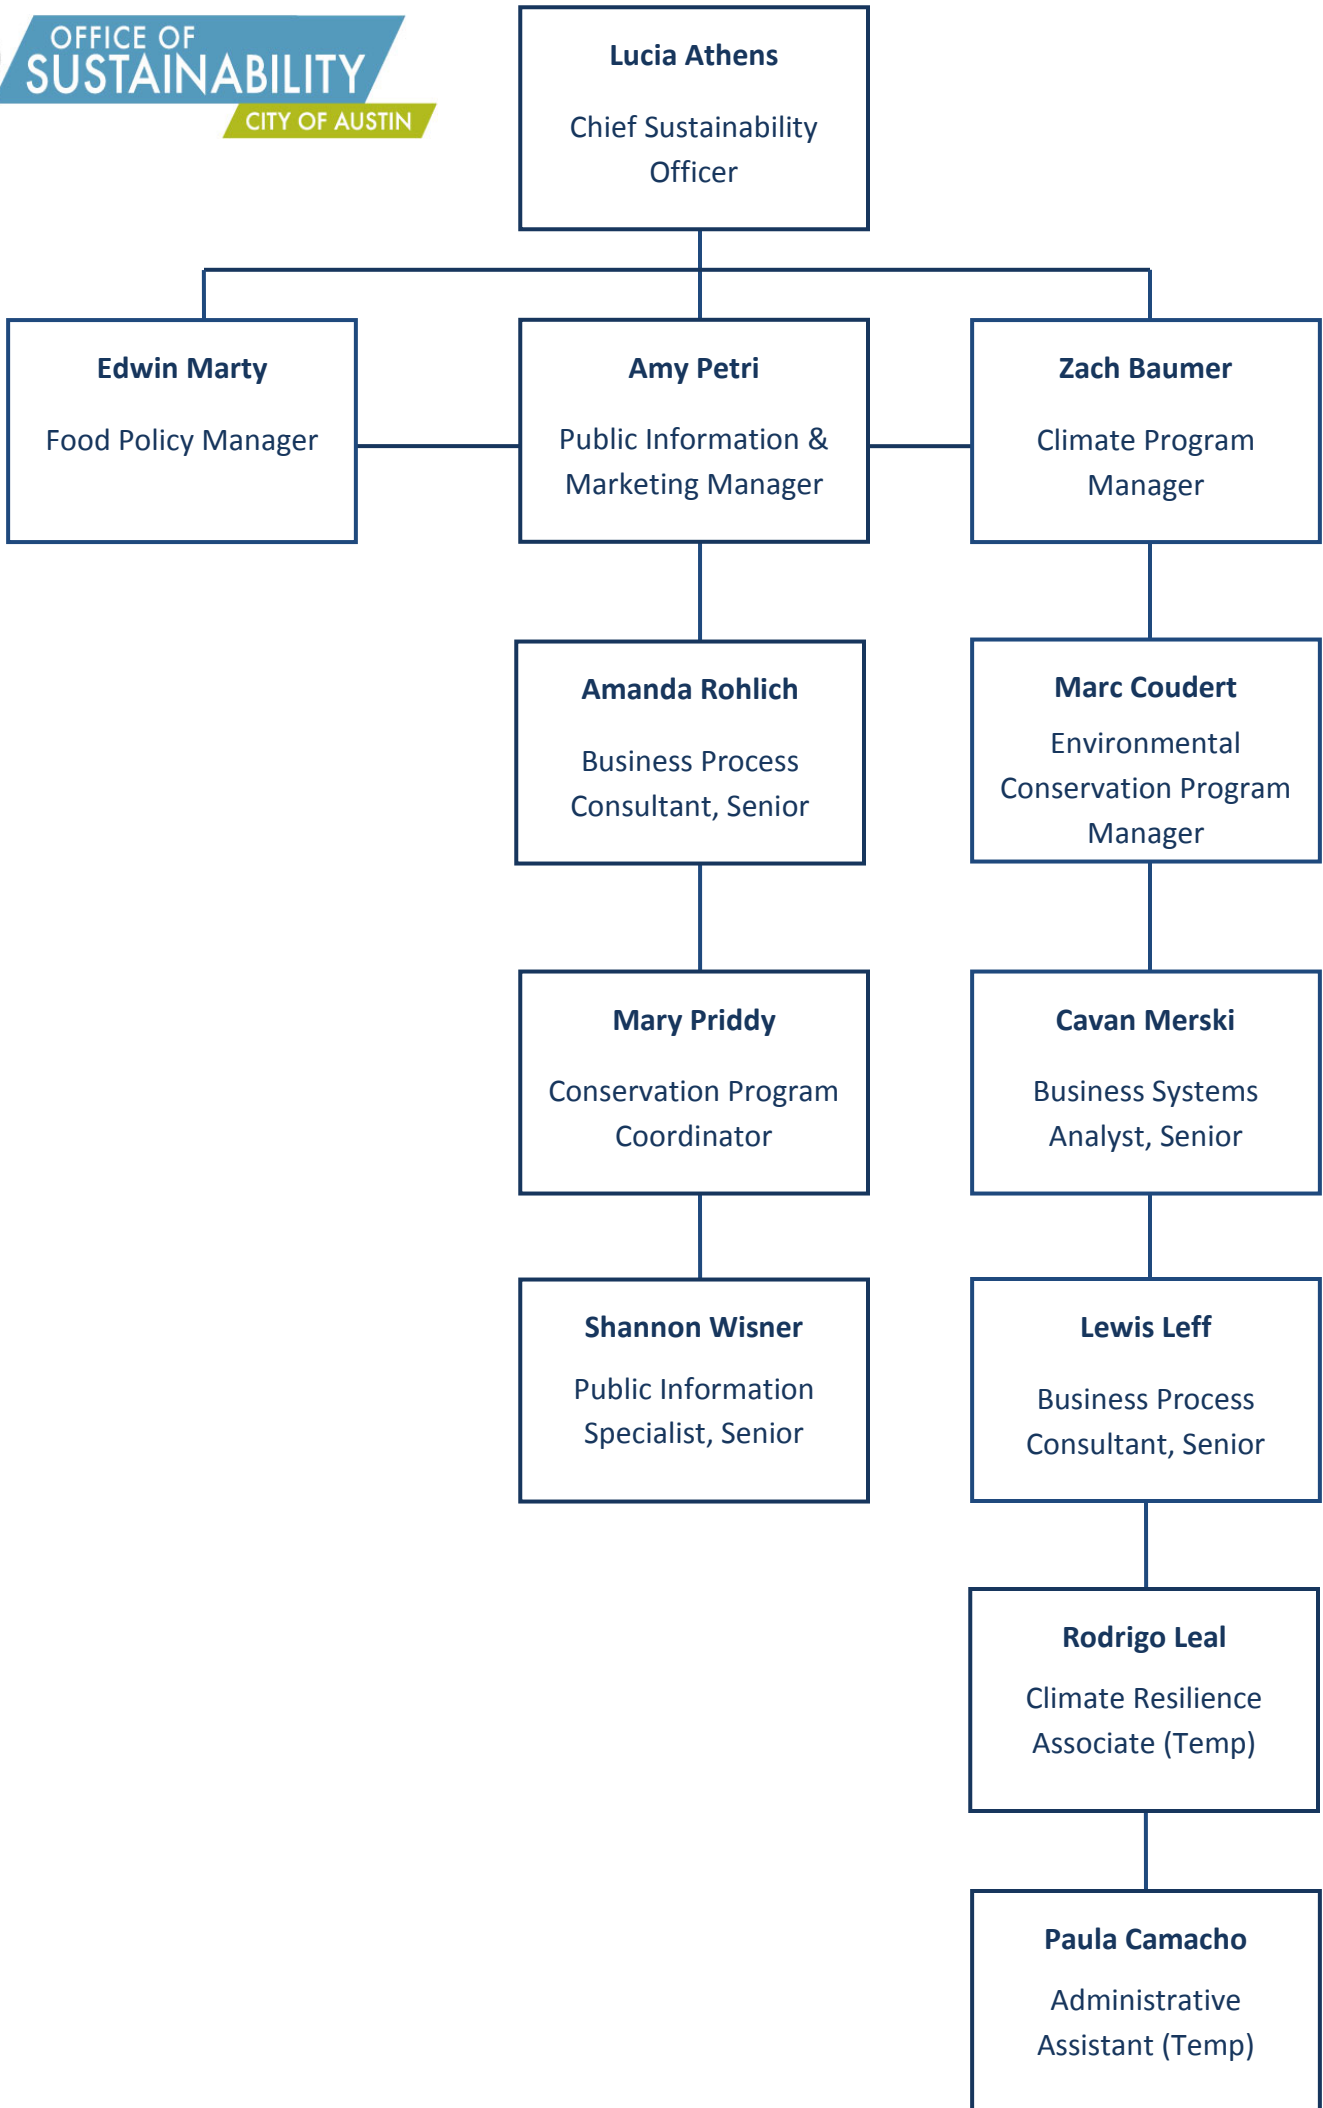 OFFICE OF
SUSTAINABILITY
CITY OF AUSTIN
Lucia Athens
Chief Sustainability
Officer
Edwin Marty
Food Policy Manager
Amy Petri
Public Information &
Marketing Manager
Zach Baumer
Climate Program
Manager
Amanda Rohlich
Business Process
Consultant, Senior
Marc Coudert
Environmental
Conservation Program
Manager
Mary Priddy
Conservation Program
Coordinator
Cavan Merski
Business Systems
Analyst, Senior
Shannon Wisner
Public Information
Specialist, Senior
Lewis Leff
Business Process
Consultant, Senior
Rodrigo Leal
Climate Resilience
Associate (Temp)
Paula Camacho
Administrative
Assistant (Temp)